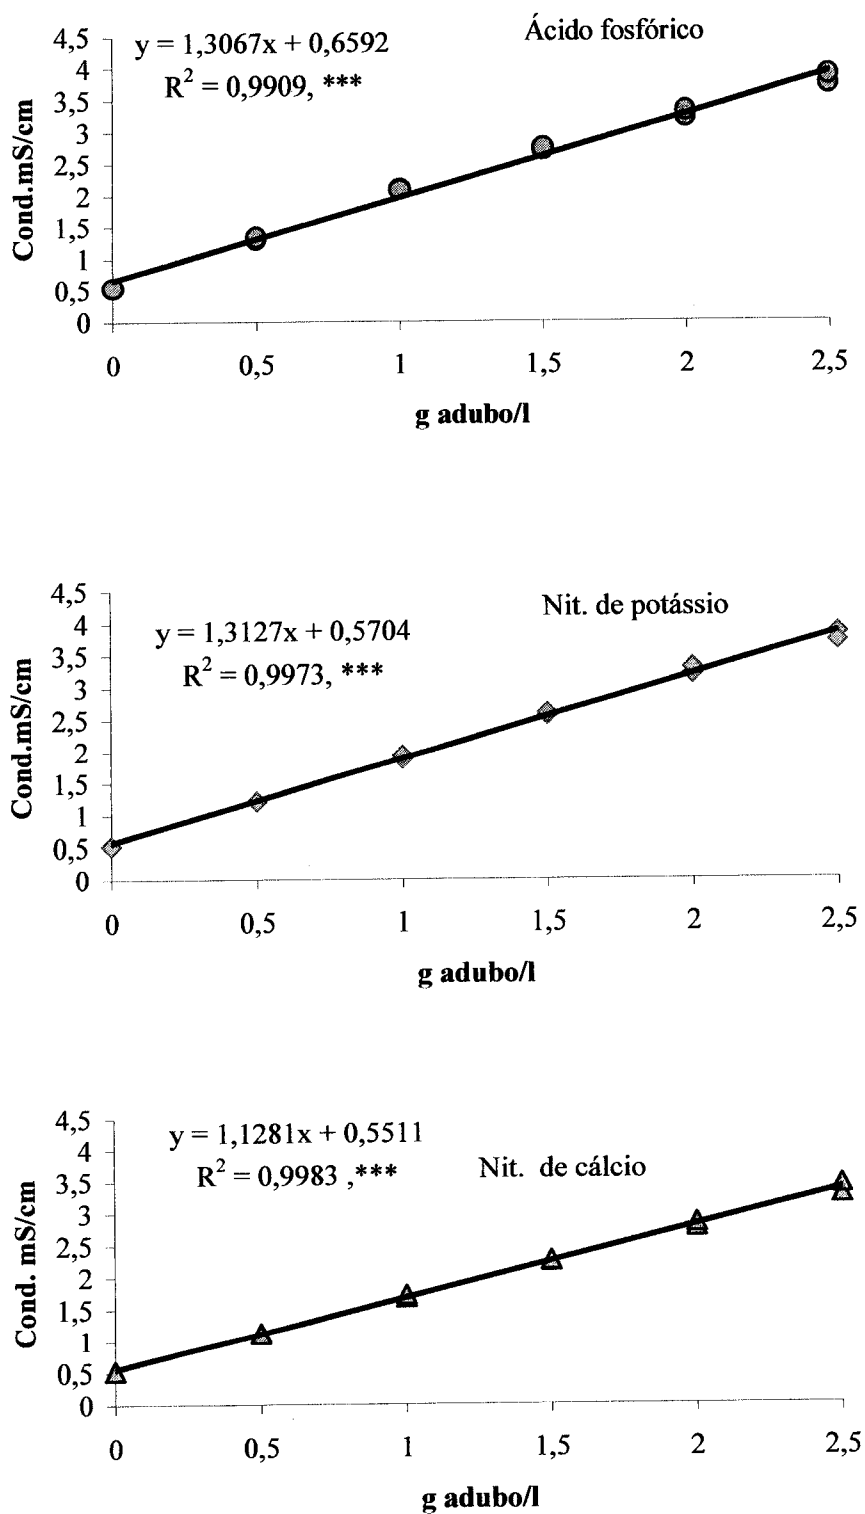 Ácido fosfórico
y = 1,3067x + 0,6592
R² = 0,9909, ***
Cond.mS/cm
4,5
4
3,5
3
2,5
2
1,5
1
0,5
0
0 0,5 1 1,5 2 2,5
g adubo/l
Nit. de potássio
y = 1,3127x + 0,5704
R² = 0,9973, ***
Cond.mS/cm
4,5
4
3,5
3
2,5
2
1,5
1
0,5
0
0 0,5 1 1,5 2 2,5
g adubo/l
y = 1,1281x + 0,5511
R² = 0,9983 ,***
Nit. de cálcio
Cond. mS/cm
4,5
4
3,5
3
2,5
2
1,5
1
0,5
0
0 0,5 1 1,5 2 2,5
g adubo/l